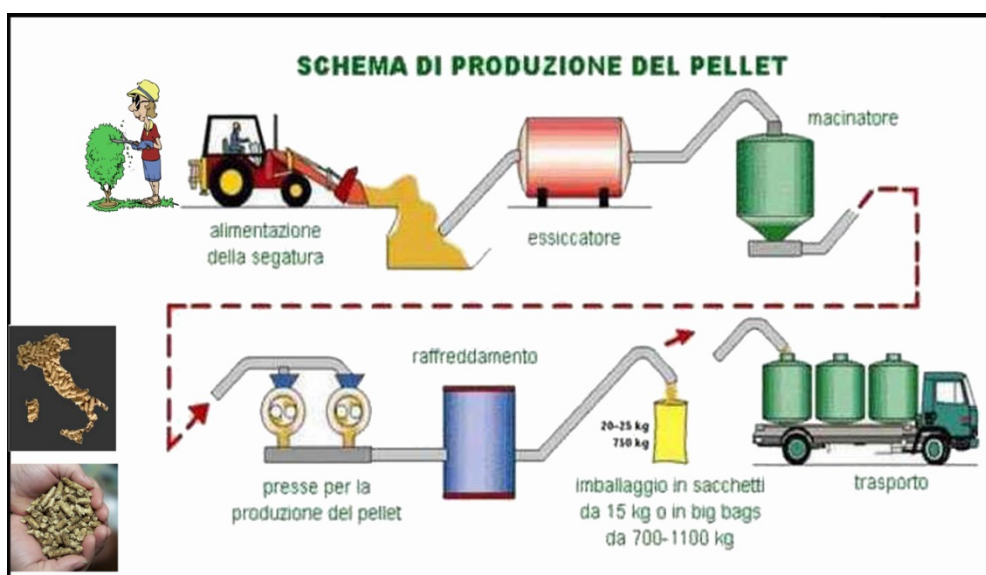 SCHEMA DI PRODUZIONE DEL PELLET
macinatore
alimentazione
della segatura
essiccatore
raffreddamento
20-25 kg
750 kg
presse per la
produzione del pellet
imballaggio in sacchetti
da 15 kg o in big bags
da 700-1100 kg
trasporto